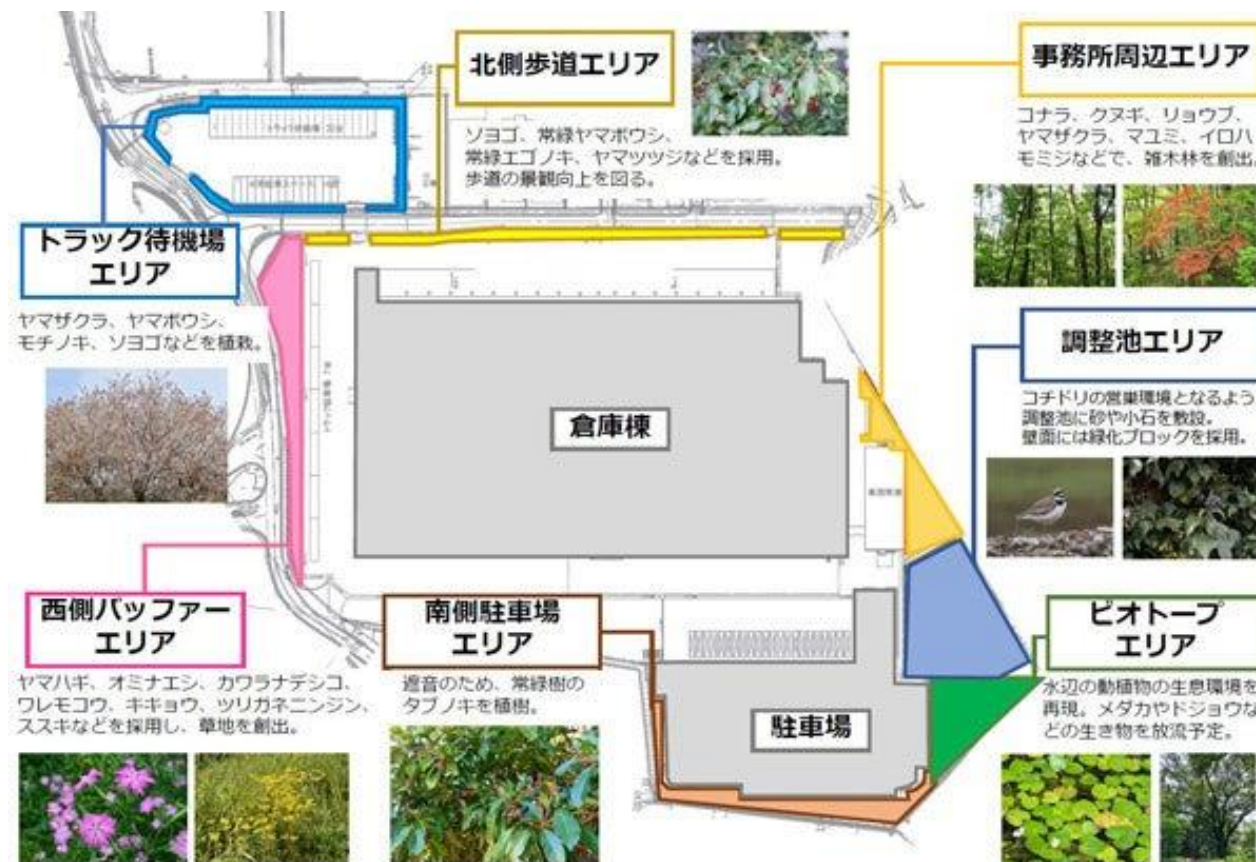 北側歩道エリア
ソヨゴ、常緑ヤマボウシ、
常緑エゴノキ、ヤマツツジなどを採用。
歩道の景観向上を図る。
事務所周辺エリア
コナラ、クヌギ、リョウブ、
ヤマザクラ、マユミ、イロハ
モミジなどで、雑木林を創出。
トラック待機場
エリア
ヤマザクラ、ヤマボウシ、
モチノキ、ソヨゴなどを植栽。
調整池エリア
コチドリの営巣環境となるよう
調整池に砂や小石を敷設。
壁面には緑化ブロックを採用。
倉庫棟
西側バッファー
エリア
ヤマハギ、オミナエシ、カワラナデシコ、
ワレモコウ、キキョウ、ツリガネニンジン、
ススキなどを採用し、草地を創出。
南側駐車場
エリア
遮音のため、常緑樹の
タブノキを植樹。
駐車場
ビオトープ
エリア
水辺の動植物の生息環境を
再現。メダカやドジョウな
どの生き物を放流予定。